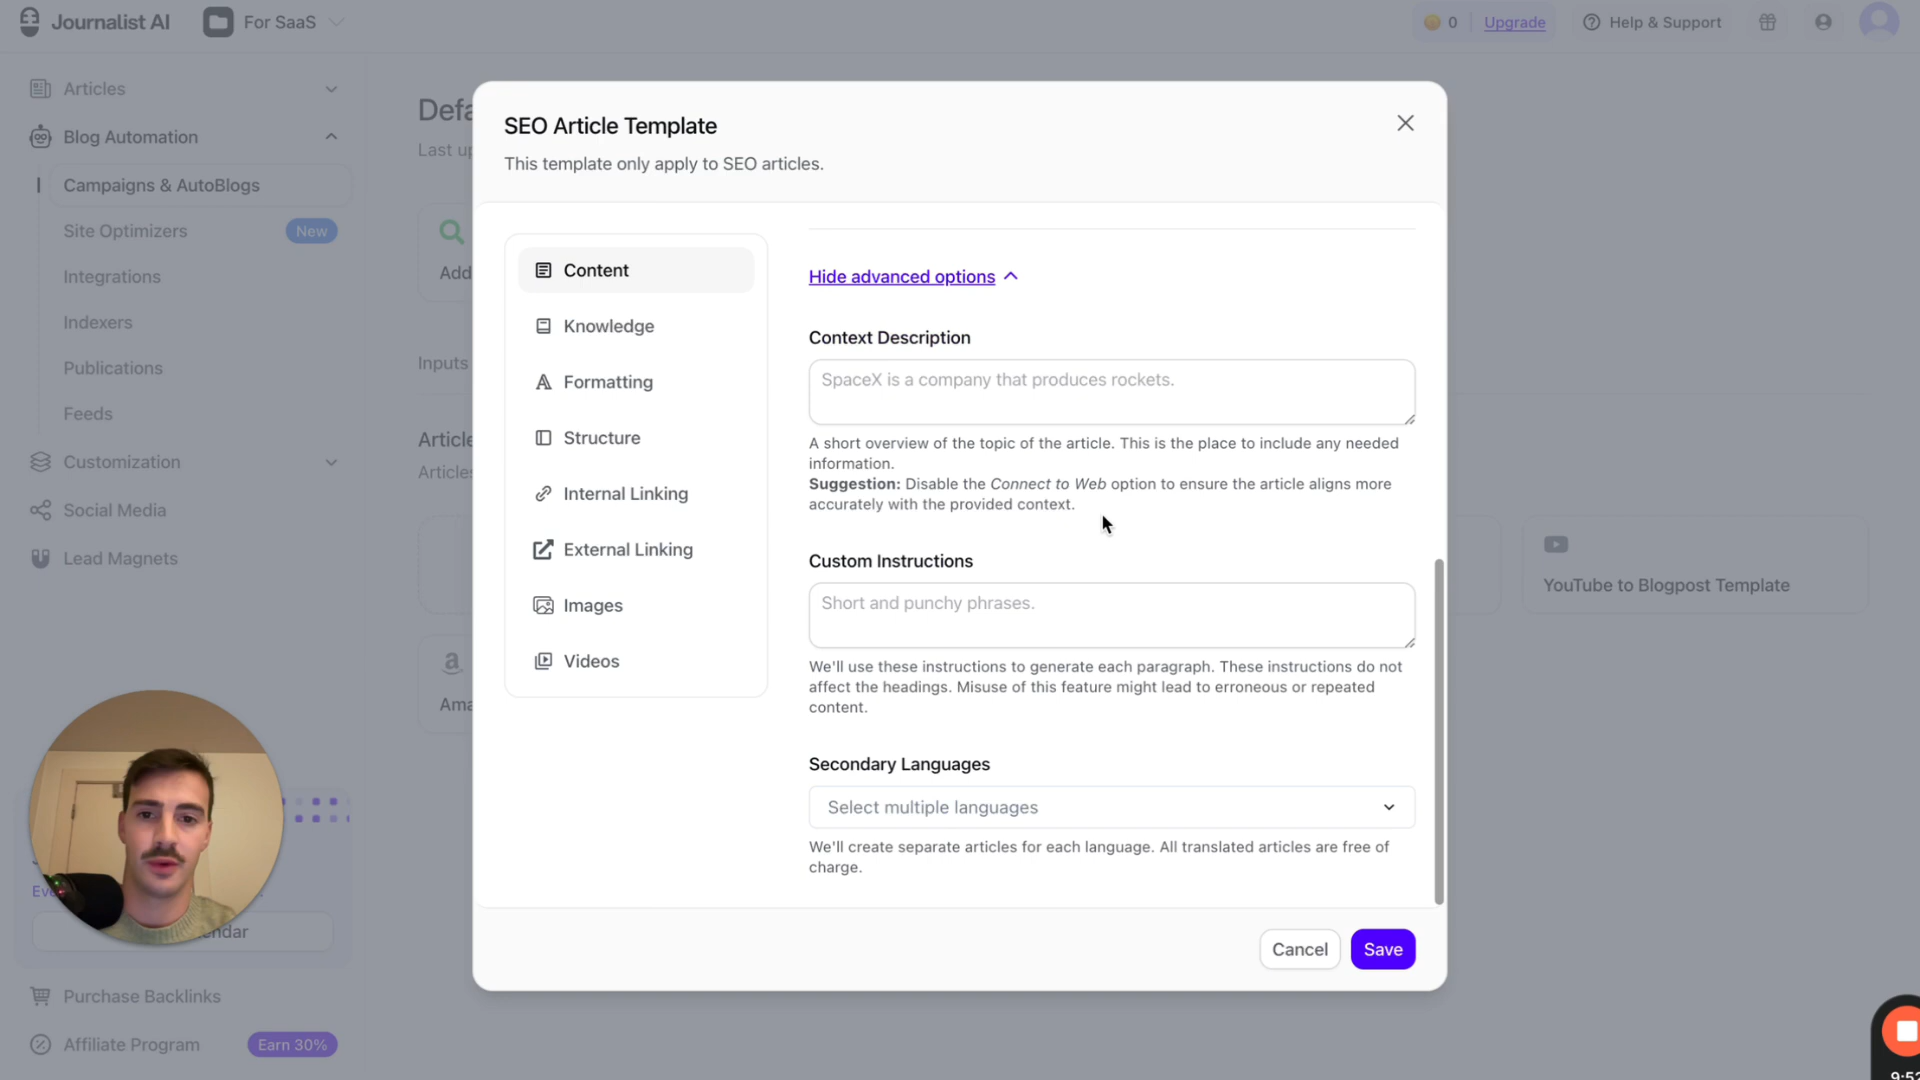 Journalist AI
For SaaS
0
Upgrade
Help & Support
Articles
Blog Automation
Campaigns & AutoBlogs
Site Optimizers
New
Integrations
Indexers
Publications
Feeds
Customization
Social Media
Lead Magnets
Purchase Backlinks
Affiliate Program
Earn 30%
SEO Article Template
This template only apply to SEO articles.
Content
Knowledge
Formatting
Structure
Internal Linking
External Linking
Images
Videos
Hide advanced options
Context Description
SpaceX is a company that produces rockets.
A short overview of the topic of the article. This is the place to include any needed
information.
Suggestion: Disable the Connect to Web option to ensure the article aligns more
accurately with the provided context.
Custom Instructions
Short and punchy phrases.
We'll use these instructions to generate each paragraph. These instructions do not
affect the headings. Misuse of this feature might lead to erroneous or repeated
content.
Secondary Languages
Select multiple languages
We'll create separate articles for each language. All translated articles are free of
charge.
Cancel
Save
Add
Inputs
YouTube to Blogpost Template